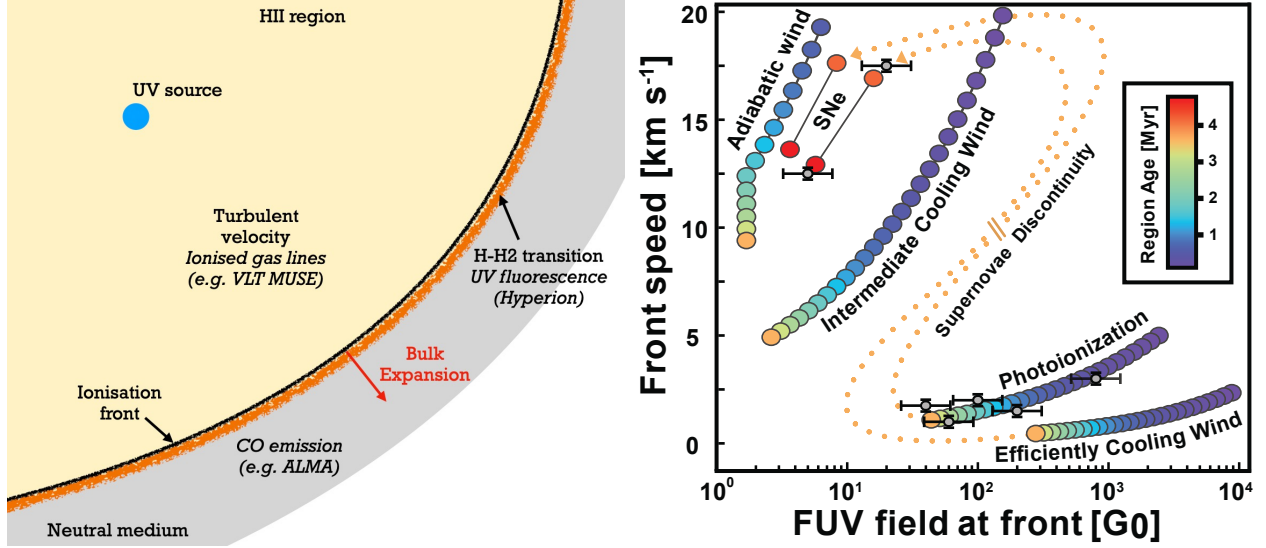 HII region
UV source
Turbulent
velocity
Ionised gas lines
(e.g. VLT MUSE)
H-H2 transition
UV fluorescence
(Hyperion)
Bulk
Expansion
Ionisation
front
CO emission
(e.g. ALMA)
Neutral medium
Front speed [km s-1]
20
15
10
5
0
Adiabatic wind
SNe
Intermediate Cooling Wind
Supernovae Discontinuity
Photoionization
Efficiently Cooling Wind
Region Age [Myr]
4
3
2
1
10⁰
10¹
10²
10³
10⁴
FUV field at front [G0]